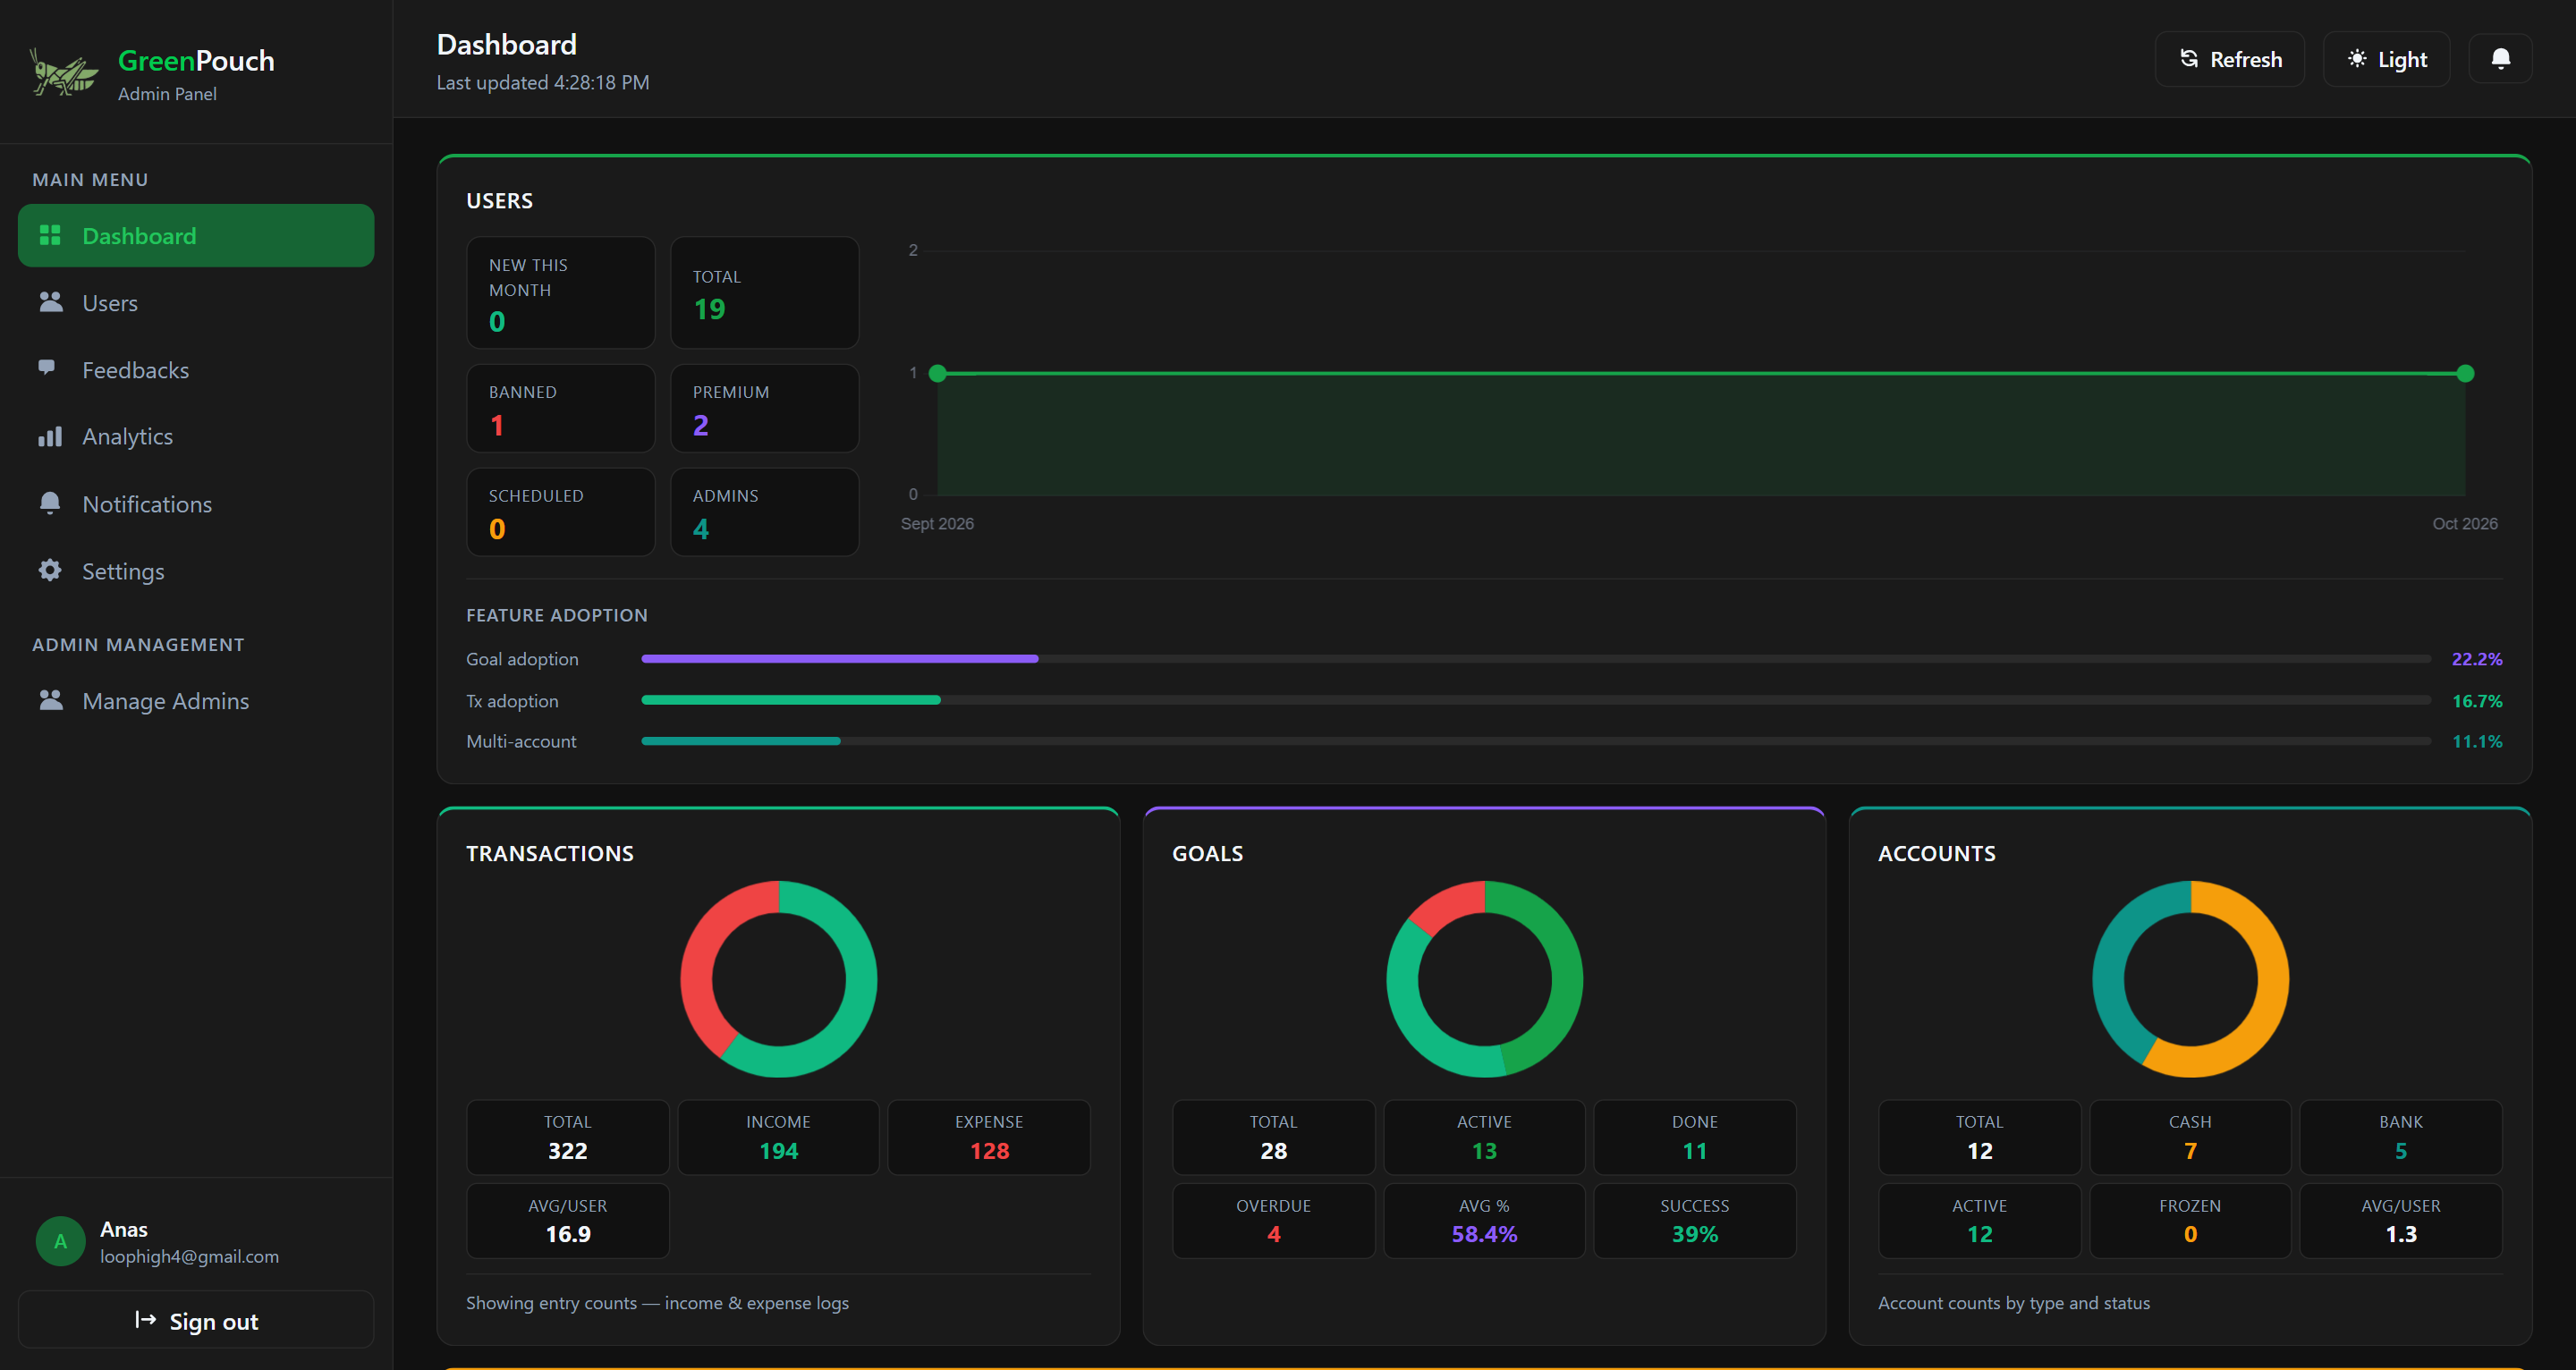 GreenPouch
Admin Panel
MAIN MENU
Dashboard
Users
Feedbacks
Analytics
Notifications
Settings
ADMIN MANAGEMENT
Manage Admins
A
Anas
loophigh4@gmail.com
Sign out
Dashboard
Last updated 4:28:18 PM
Refresh
Light
USERS
NEW THIS
MONTH
0
TOTAL
19
BANNED
1
PREMIUM
2
SCHEDULED
0
ADMINS
4
2
1
0
Sept 2026
Oct 2026
FEATURE ADOPTION
Goal adoption
22.2%
Tx adoption
16.7%
Multi-account
11.1%
TRANSACTIONS
TOTAL
322
INCOME
194
EXPENSE
128
AVG/USER
16.9
Showing entry counts — income & expense logs
GOALS
TOTAL
28
ACTIVE
13
DONE
11
OVERDUE
4
AVG %
58.4%
SUCCESS
39%
ACCOUNTS
TOTAL
12
CASH
7
BANK
5
ACTIVE
12
FROZEN
0
AVG/USER
1.3
Account counts by type and status